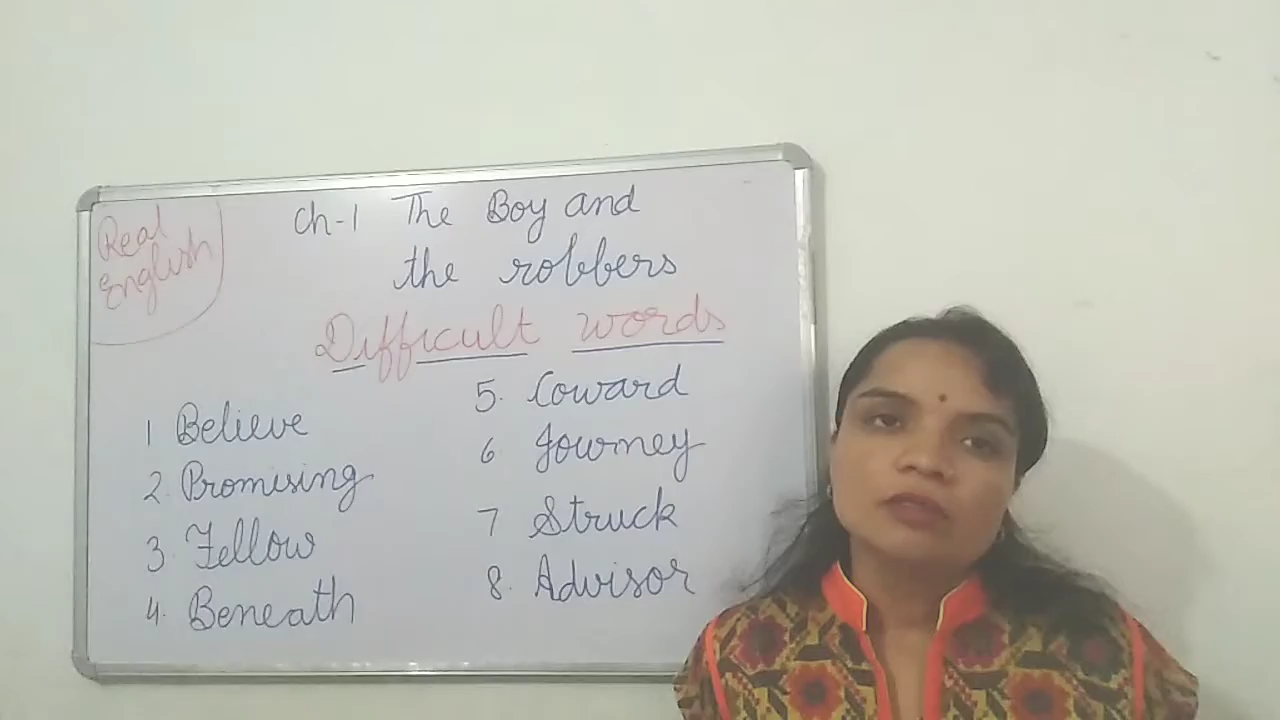 Real
English
Ch-1 The Boy and
the robbers
Difficult words
1 Believe
2. Promising
3. Fellow
4. Beneath
5. Coward
6 Journey
7 Struck
8. Advisor